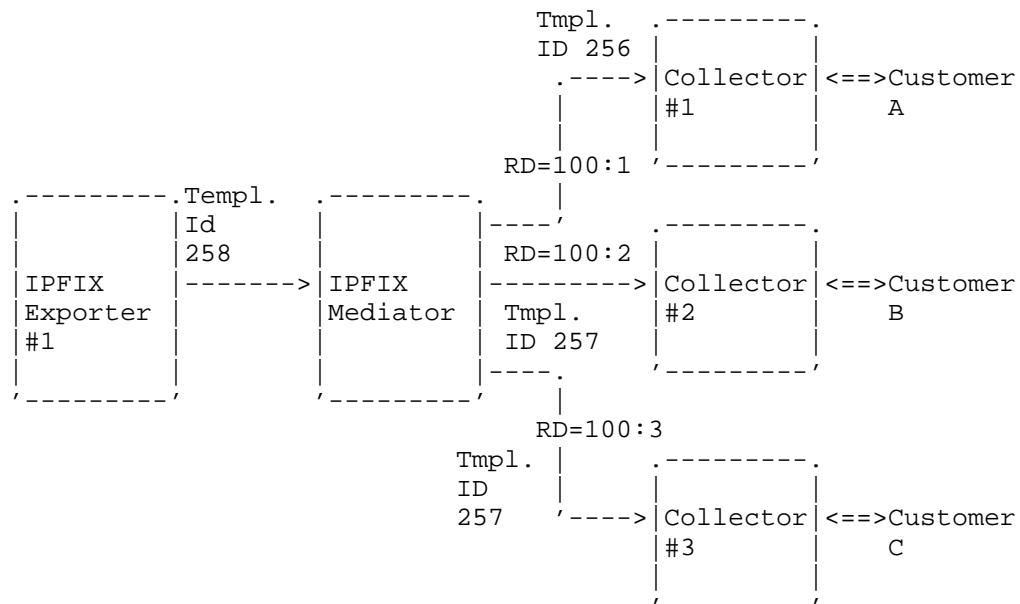 Tmpl. .---------.
ID 256 | |
.---->|Collector|<==>Customer
| |#1 | A
| | |
RD=100:1 '---------'
.---------.Templ. .---------. |
| |Id | |----' .---------.
| |258 | | RD=100:2 | |
|IPFIX |------->|IPFIX |--------->|Collector|<==>Customer
|Exporter | |Mediator | Tmpl. |#2 | B
|#1 | | | ID 257 | |
| | | |----. '---------'
'---------' '---------' |
RD=100:3
Tmpl. | .---------.
ID | | |
257 '---->|Collector|<==>Customer
|#3 | C
| |
'---------'